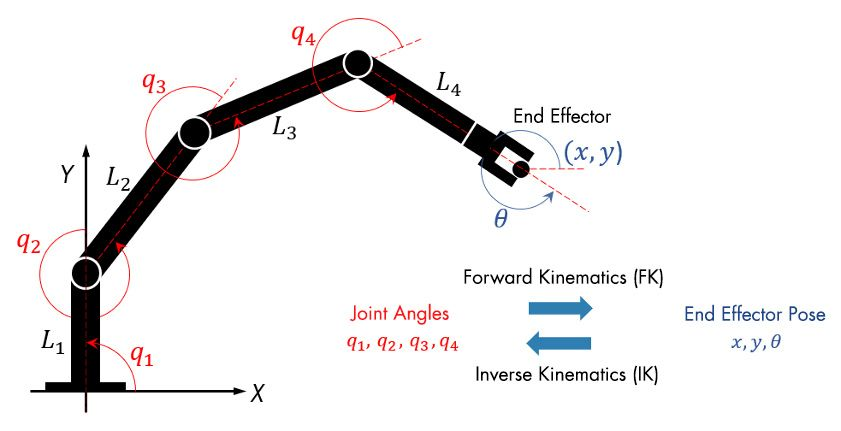 q₄
q₃
L₄
L₃
End Effector
(x, y)
Y
L₂
θ
q₂
Forward Kinematics (FK)
Joint Angles
End Effector Pose
q₁, q₂, q₃, q₄
x, y, θ
L₁
q₁
Inverse Kinematics (IK)
X